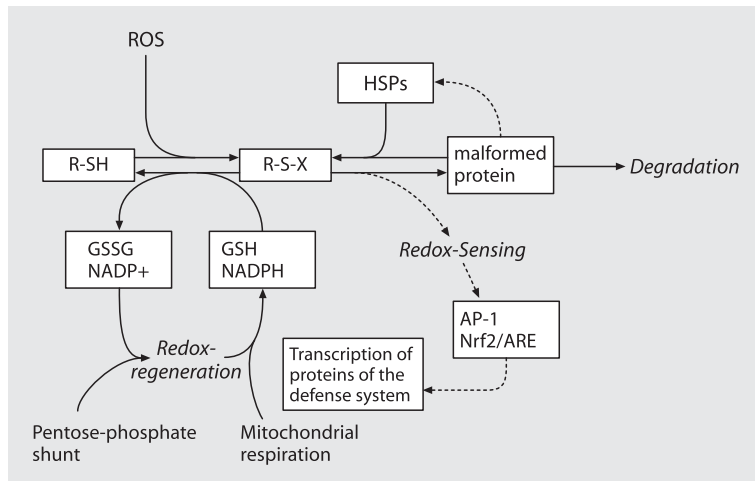 ROS
HSPs
R-SH
R-S-X
malformed
protein
Degradation
GSSG
NADP+
GSH
NADPH
Redox-Sensing
AP-1
Nrf2/ARE
Redox-
regeneration
Transcription of
proteins of the
defense system
Pentose-phosphate
shunt
Mitochondrial
respiration